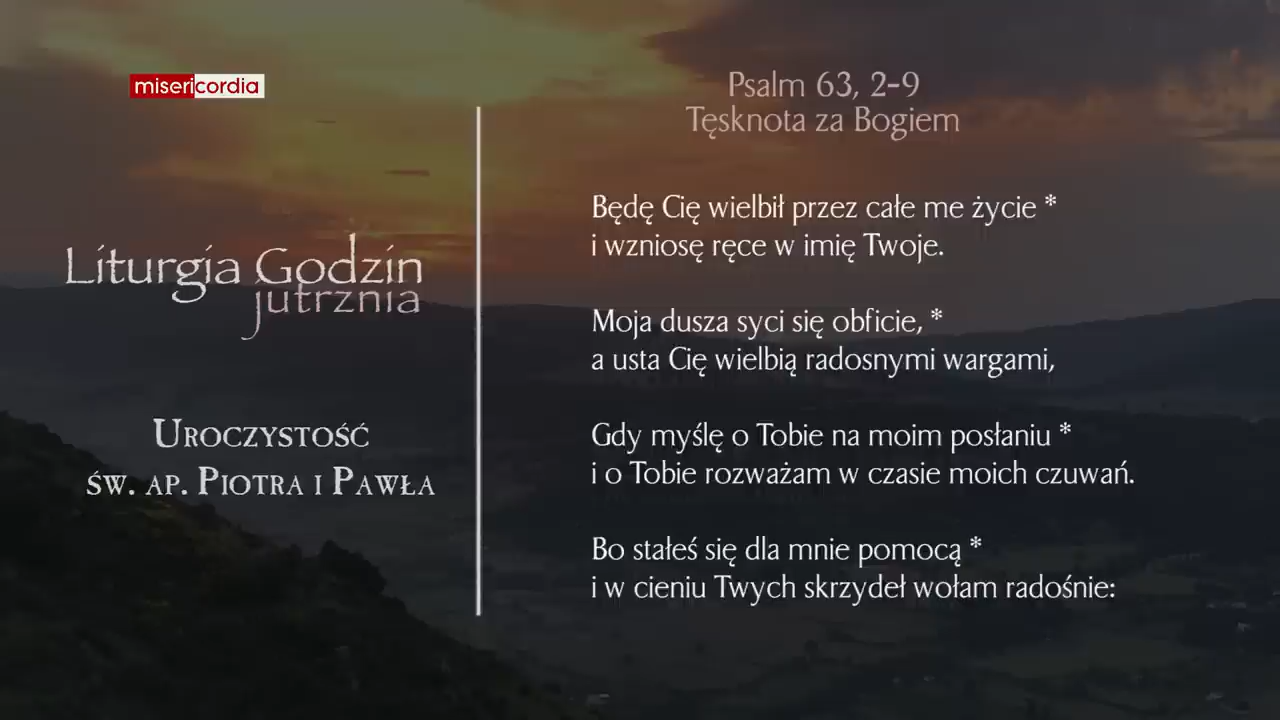 misericordia
Liturgia Godzin
jutrznia
Uroczystość
św. ap. Piotra i Pawła
Psalm 63, 2-9
Tęsknota za Bogiem
Będę Cię wielbił przez całe me życie *
i wzniosę ręce w imię Twoje.
Moja dusza syci się obficie, *
a usta Cię wielbią radosnymi wargami,
Gdy myślę o Tobie na moim posłaniu *
i o Tobie rozważam w czasie moich czuwań.
Bo stałeś się dla mnie pomocą *
i w cieniu Twych skrzydeł wołam radośnie: